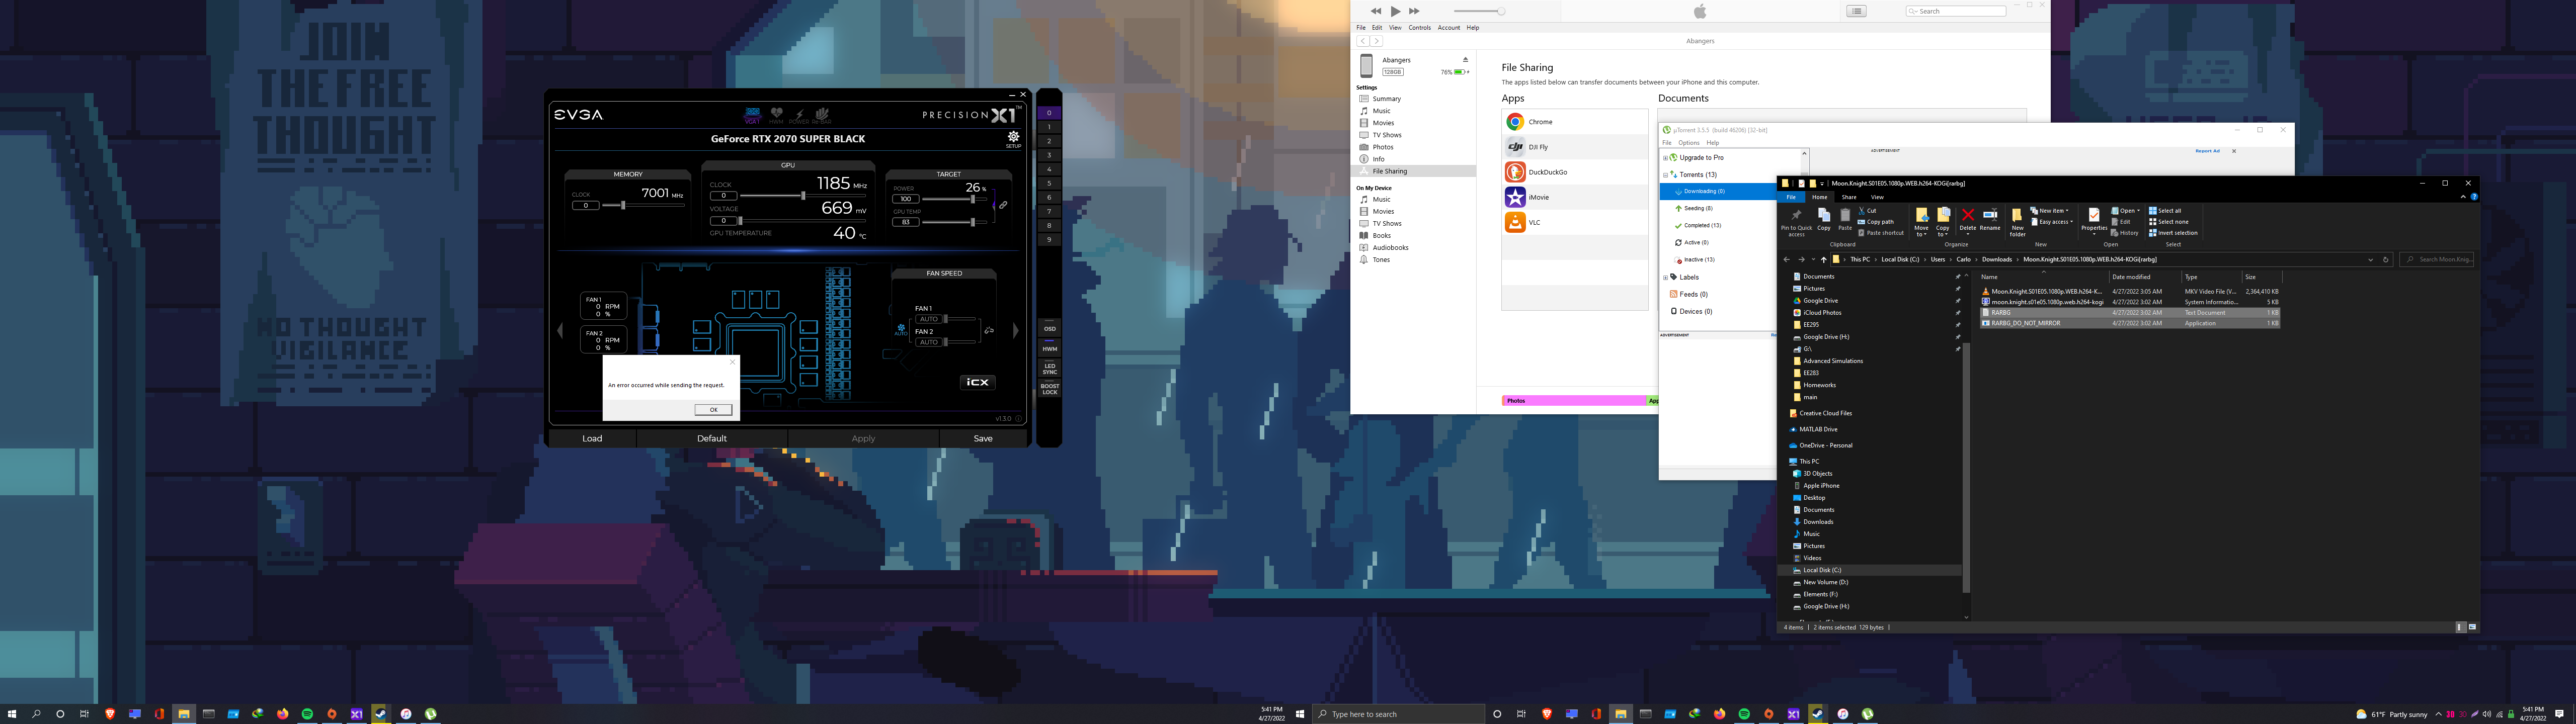 JOIN
THE FREE
THOUGHT
NO THOUGHT
VIGILANCE
EVGA
VGA1 HWM POWER Re-BAR
PRECISION X1™
GeForce RTX 2070 SUPER BLACK
SETUP
MEMORY
CLOCK 7001 MHz
0
GPU
CLOCK 1185 MHz
0
VOLTAGE 669 mV
0
GPU TEMPERATURE 40 °C
TARGET
POWER 26 %
100
GPU TEMP
83
FAN 1
0 RPM
0 %
FAN 2
0 RPM
0 %
FAN SPEED
FAN 1
AUTO
AUTO
FAN 2
AUTO
iCX
v1.3.0
Load Default Apply Save
0
1
2
3
4
5
6
7
8
9
OSD
HWM
LED
SYNC
BOOST
LOCK
An error occurred while sending the request.
OK
Search
File Edit View Controls Account Help
Abangers
Abangers
128GB 76%
Settings
Summary
Music
Movies
TV Shows
Photos
Info
File Sharing
On My Device
Music
Movies
TV Shows
Books
Audiobooks
Tones
File Sharing
The apps listed below can transfer documents between your iPhone and this computer.
Apps
Documents
Chrome
DJI Fly
DuckDuckGo
iMovie
VLC
Photos
App
µTorrent 3.5.5 (build 46206) [32-bit]
File Options Help
Upgrade to Pro
Torrents (13)
Downloading (0)
Seeding (8)
Completed (13)
Active (0)
Inactive (13)
Labels
Feeds (0)
Devices (0)
ADVERTISEMENT
Re
ADVERTISEMENT
Report Ad
Moon.Knight.S01E05.1080p.WEB.h264-KOGi[rarbg]
File Home Share View
Pin to Quick
access
Copy
Paste
Cut
Copy path
Paste shortcut
Clipboard
Move
to
Copy
to
Delete
Rename
Organize
New
folder
New item
Easy access
New
Properties
Open
Edit
History
Open
Select all
Select none
Invert selection
Select
This PC › Local Disk (C:) › Users › Carlo › Downloads › Moon.Knight.S01E05.1080p.WEB.h264-KOGi[rarbg]
Search Moon.Knig...
Documents
Pictures
Google Drive
iCloud Photos
EE295
Google Drive (H:)
G:\
Advanced Simulations
EE283
Homeworks
main
Creative Cloud Files
MATLAB Drive
OneDrive - Personal
This PC
3D Objects
Apple iPhone
Desktop
Documents
Downloads
Music
Pictures
Videos
Local Disk (C:)
New Volume (D:)
Elements (F:)
Google Drive (H:)
Name Date modified Type Size
Moon.Knight.S01E05.1080p.WEB.h264-K... 4/27/2022 3:05 AM MKV Video File (V... 2,364,410 KB
moon.knight.s01e05.1080p.web.h264-kogi 4/27/2022 3:02 AM System Informatio... 5 KB
RARBG 4/27/2022 3:02 AM Text Document 1 KB
RARBG_DO_NOT_MIRROR 4/27/2022 3:02 AM Application 1 KB
4 items 2 items selected 129 bytes
5:41 PM
4/27/2022
Type here to search
61°F Partly sunny
5:41 PM
4/27/2022